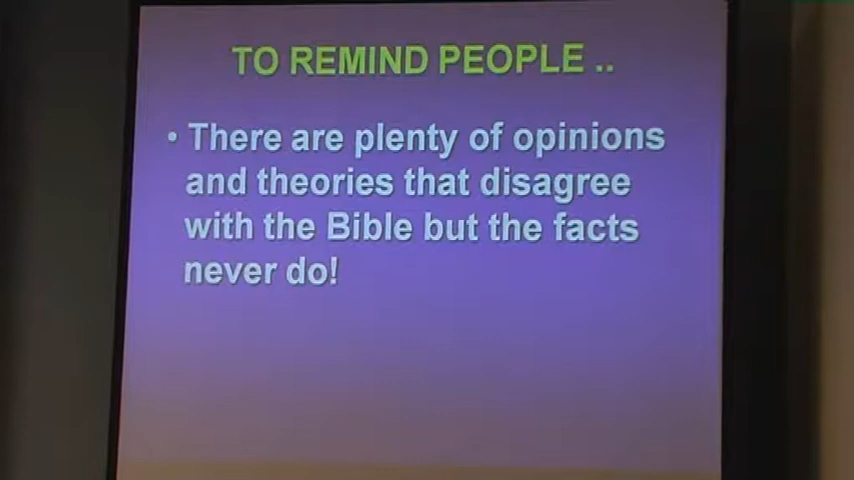 TO REMIND PEOPLE ..
• There are plenty of opinions
and theories that disagree
with the Bible but the facts
never do!